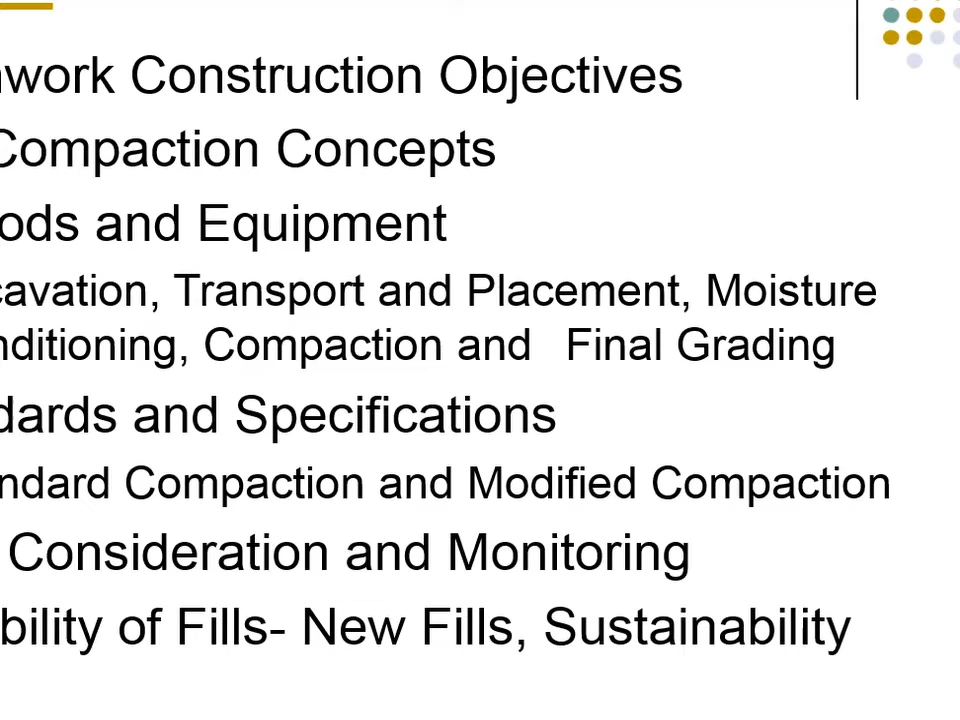 work Construction Objectives
Compaction Concepts
ods and Equipment
cavation, Transport and Placement, Moisture
nditioning, Compaction and Final Grading
dards and Specifications
ndard Compaction and Modified Compaction
Consideration and Monitoring
bility of Fills- New Fills, Sustainability